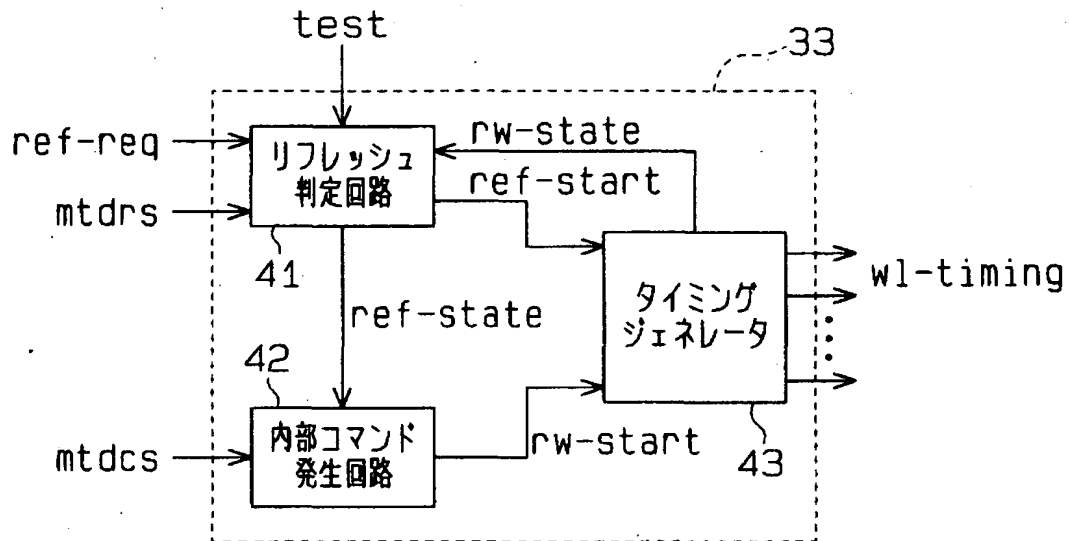 test
33
ref-req
リフレッシュ
判定回路
rw-state
ref-start
mtdrs
41
タイミング
ジェネレータ
wl-timing
ref-state
42
内部コマンド
発生回路
mtdcs
rw-start
43